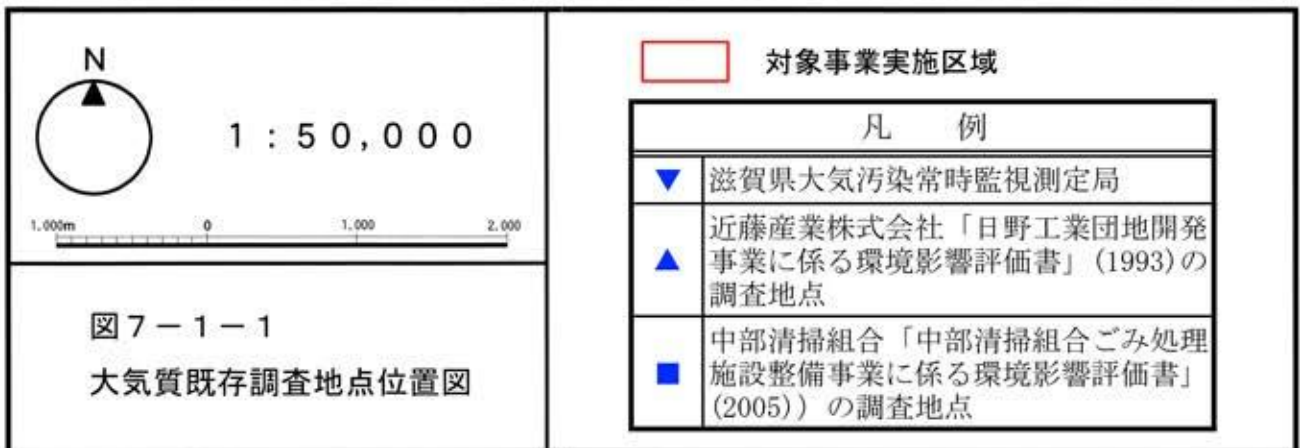 N
1：50,000
1,000m 0 1,000 2,000
図7－1－1
大気質既存調査地点位置図
対象事業実施区域
凡 例
▼ 滋賀県大気汚染常時監視測定局
近藤産業株式会社「日野工業団地開発
▲ 事業に係る環境影響評価書」(1993)の
調査地点
中部清掃組合「中部清掃組合ごみ処理
■ 施設整備事業に係る環境影響評価書」
(2005)）の調査地点